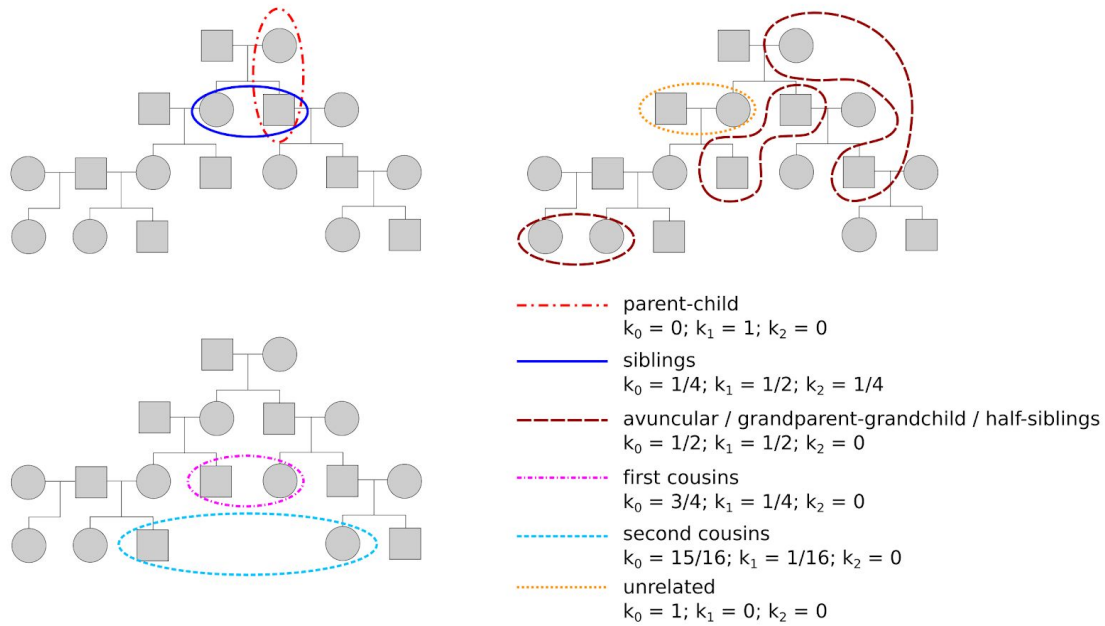 parent-child
k₀ = 0; k₁ = 1; k₂ = 0
siblings
k₀ = 1/4; k₁ = 1/2; k₂ = 1/4
avuncular / grandparent-grandchild / half-siblings
k₀ = 1/2; k₁ = 1/2; k₂ = 0
first cousins
k₀ = 3/4; k₁ = 1/4; k₂ = 0
second cousins
k₀ = 15/16; k₁ = 1/16; k₂ = 0
unrelated
k₀ = 1; k₁ = 0; k₂ = 0